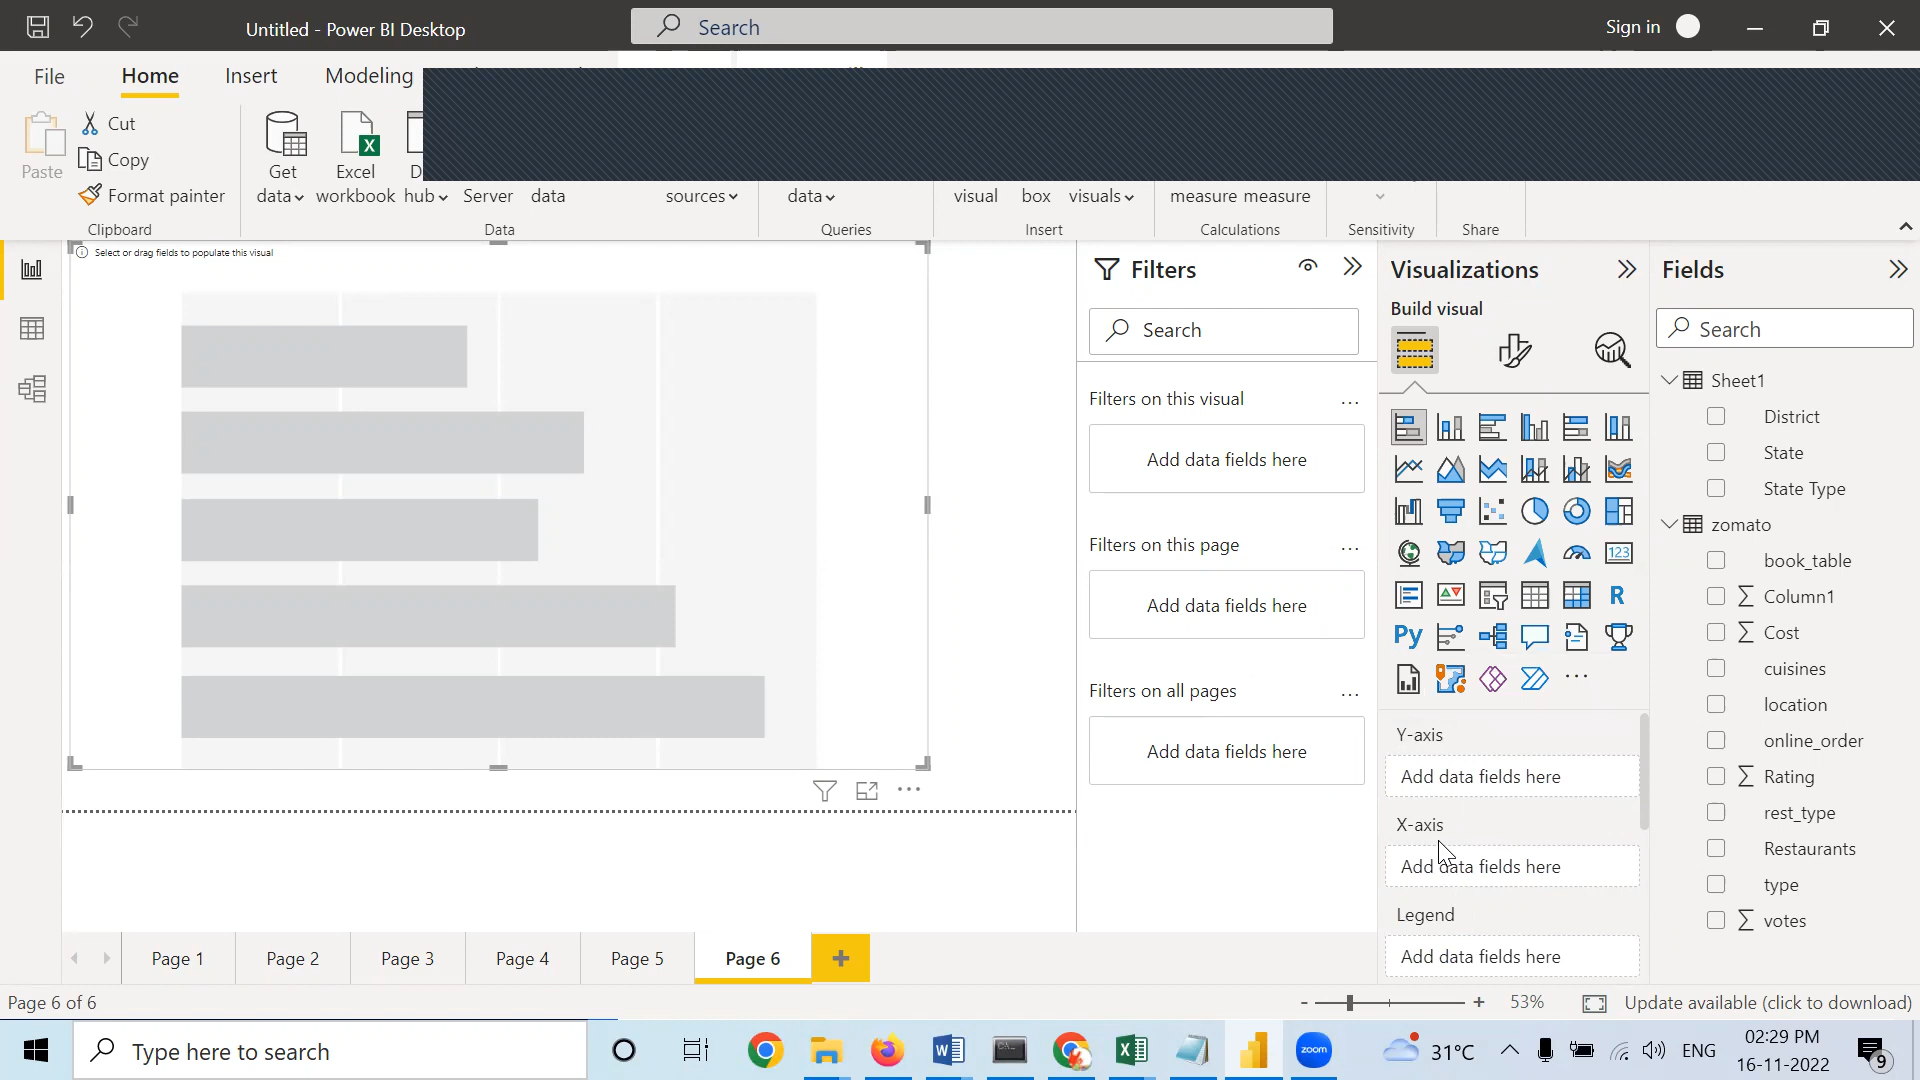 Untitled - Power BI Desktop
Search
Sign in
File
Home
Insert
Modeling
Paste
Cut
Copy
Format painter
Clipboard
Get
data
Excel
workbook
hub
Server
data
sources
Data
data
Queries
visual
box
visuals
Insert
measure measure
Calculations
Sensitivity
Share
Select or drag fields to populate this visual
Filters
Search
Filters on this visual
...
Add data fields here
Filters on this page
...
Add data fields here
Filters on all pages
...
Add data fields here
Visualizations
Build visual
123
R
Py
...
Y-axis
Add data fields here
X-axis
Add data fields here
Legend
Add data fields here
Fields
Search
Sheet1
District
State
State Type
zomato
book_table
Column1
Cost
cuisines
location
online_order
Rating
rest_type
Restaurants
type
votes
Page 1
Page 2
Page 3
Page 4
Page 5
Page 6
+
Page 6 of 6
- + 53%
Update available (click to download)
Type here to search
zoom
31°C
ENG
02:29 PM
16-11-2022
9